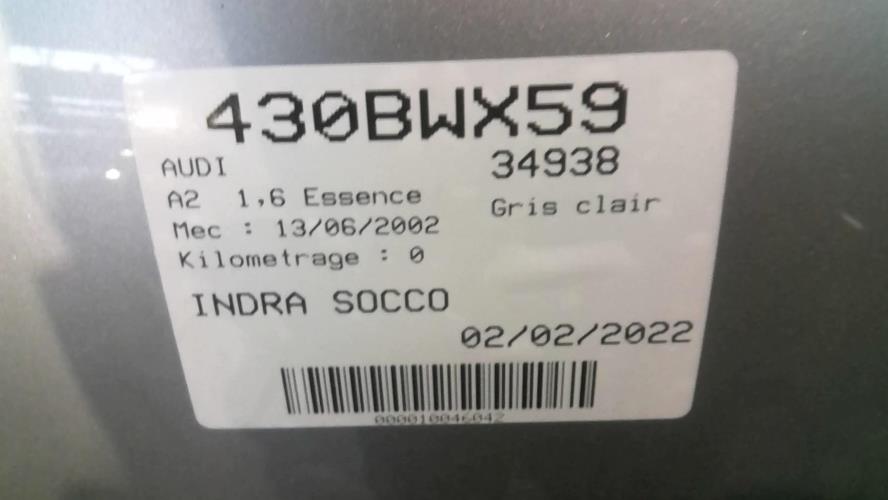 430BWX59
AUDI 34938
A2 1,6 Essence
Gris clair
Mec : 13/06/2002
Kilometrage : 0
INDRA SOCCO
02/02/2022
000010046042